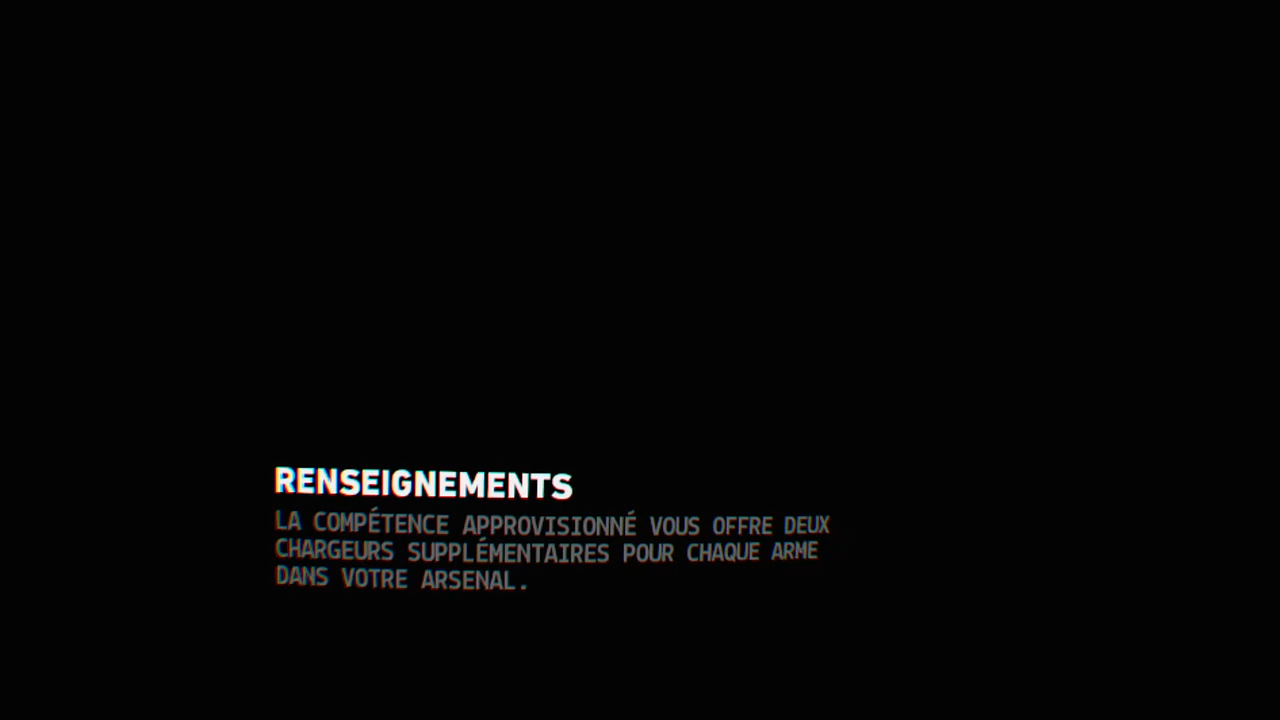 RENSEIGNEMENTS
LA COMPÉTENCE APPROVISIONNÉ VOUS OFFRE DEUX
CHARGEURS SUPPLÉMENTAIRES POUR CHAQUE ARME
DANS VOTRE ARSENAL.